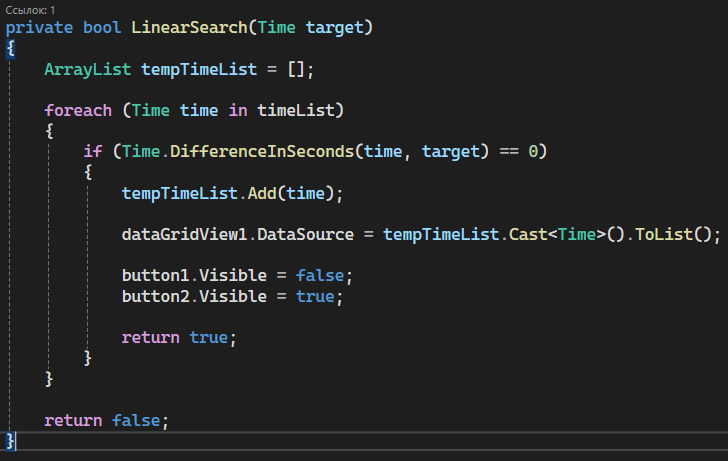 Ссылок: 1
private bool LinearSearch(Time target)
{
ArrayList tempTimeList = [];
foreach (Time time in timeList)
{
if (Time.DifferenceInSeconds(time, target) == 0)
{
tempTimeList.Add(time);
dataGridView1.DataSource = tempTimeList.Cast<Time>().ToList();
button1.Visible = false;
button2.Visible = true;
return true;
}
}
return false;
}